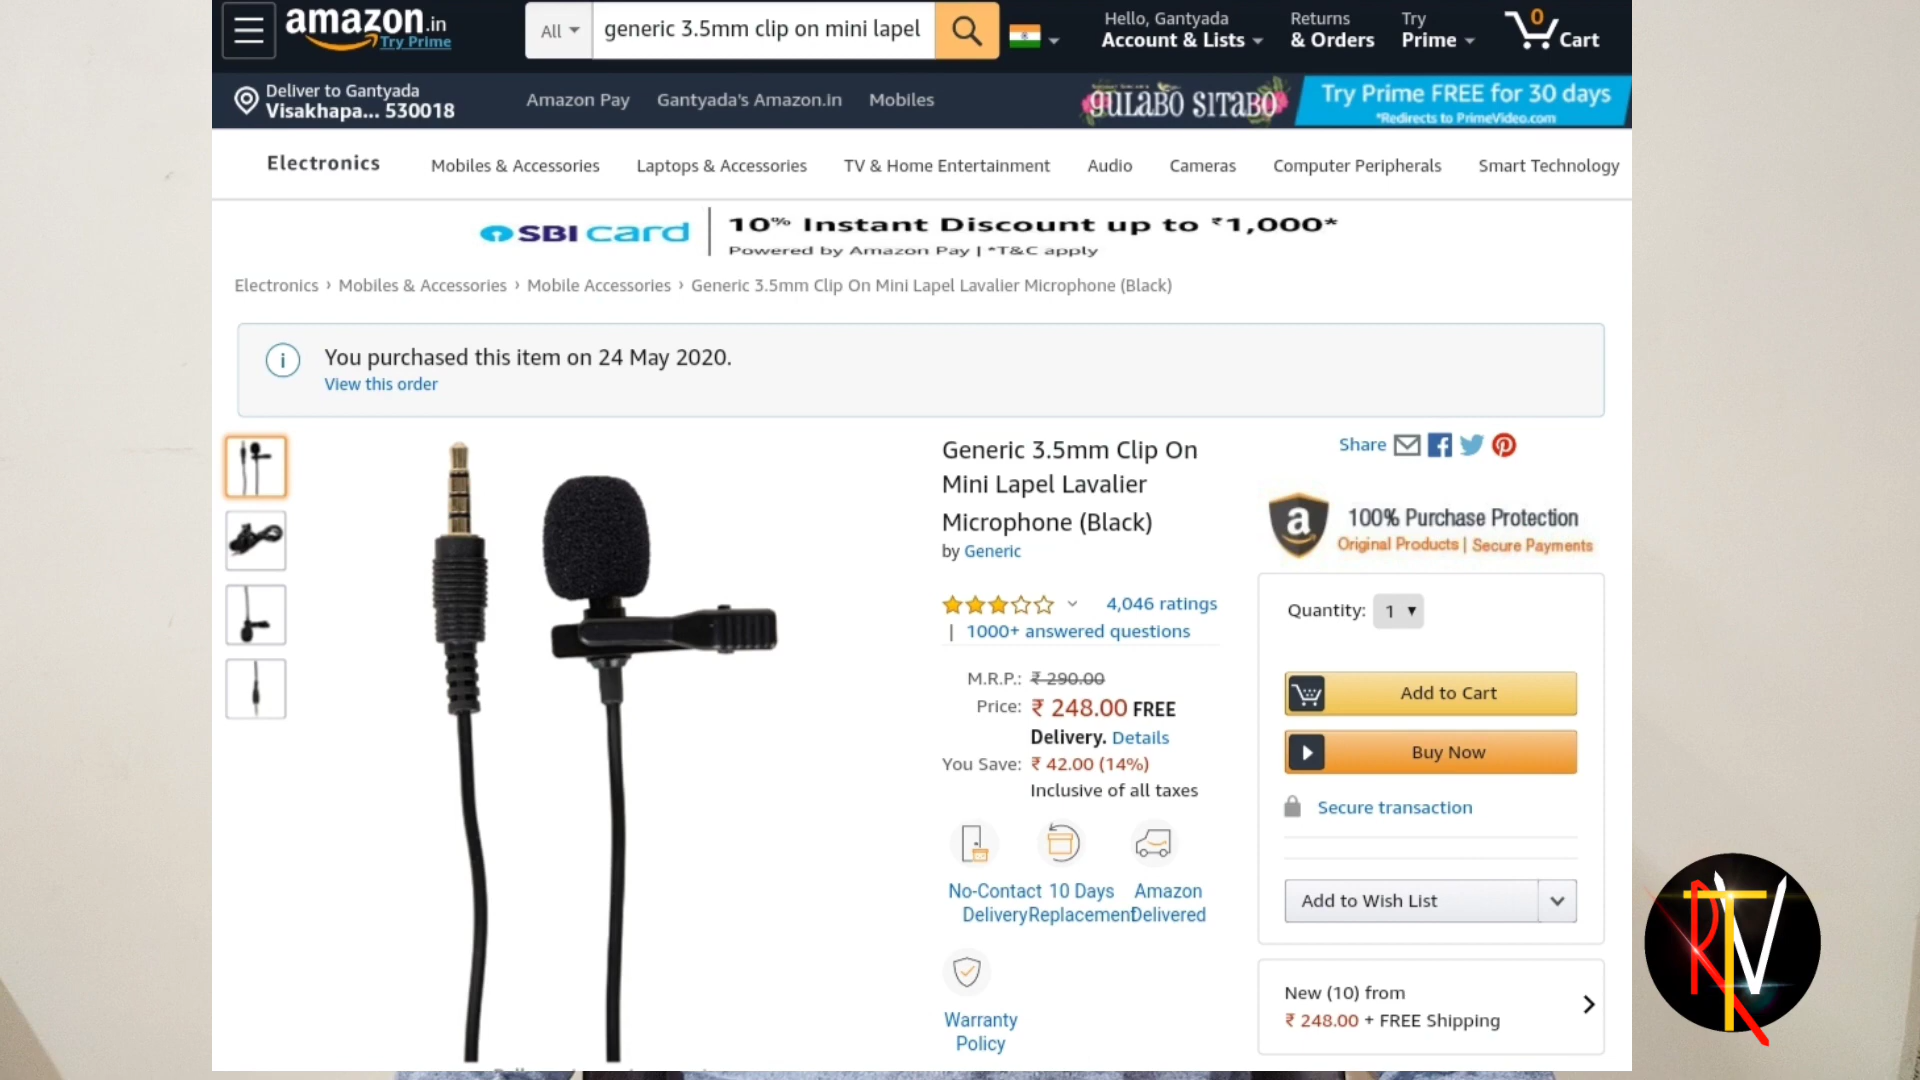 amazon.in
Try Prime
All
generic 3.5mm clip on mini lapel
Hello, Gantyada
Account & Lists
Returns
& Orders
Try
Prime
0
Cart
Deliver to Gantyada
Visakhapa... 530018
Amazon Pay
Gantyada's Amazon.in
Mobiles
GULABO SITABO
Try Prime FREE for 30 days
*Redirects to PrimeVideo.com
Electronics
Mobiles & Accessories
Laptops & Accessories
TV & Home Entertainment
Audio
Cameras
Computer Peripherals
Smart Technology
SBI card
10% Instant Discount up to ₹1,000*
Powered by Amazon Pay | *T&C apply
Electronics › Mobiles & Accessories › Mobile Accessories › Generic 3.5mm Clip On Mini Lapel Lavalier Microphone (Black)
You purchased this item on 24 May 2020.
View this order
Generic 3.5mm Clip On
Mini Lapel Lavalier
Microphone (Black)
by Generic
4,046 ratings
| 1000+ answered questions
M.R.P.: ₹ 290.00
Price: ₹ 248.00 FREE
Delivery. Details
You Save: ₹ 42.00 (14%)
Inclusive of all taxes
No-Contact
Delivery
10 Days
Replacement
Amazon
Delivered
Warranty
Policy
Share
a
100% Purchase Protection
Original Products | Secure Payments
Quantity: 1
Add to Cart
Buy Now
Secure transaction
Add to Wish List
New (10) from
₹ 248.00 + FREE Shipping
RTV